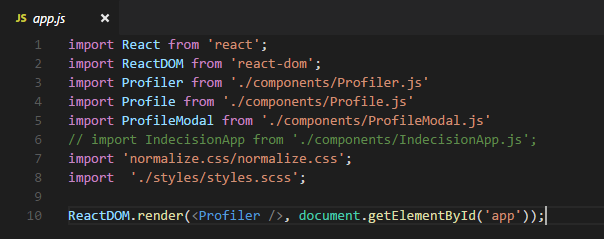 JS app.js ×
1 import React from 'react';
2 import ReactDOM from 'react-dom';
3 import Profiler from './components/Profiler.js'
4 import Profile from './components/Profile.js'
5 import ProfileModal from './components/ProfileModal.js'
6 // import IndecisionApp from './components/IndecisionApp.js';
7 import 'normalize.css/normalize.css';
8 import  './styles/styles.scss';
9
10 ReactDOM.render(<Profiler />, document.getElementById('app'));